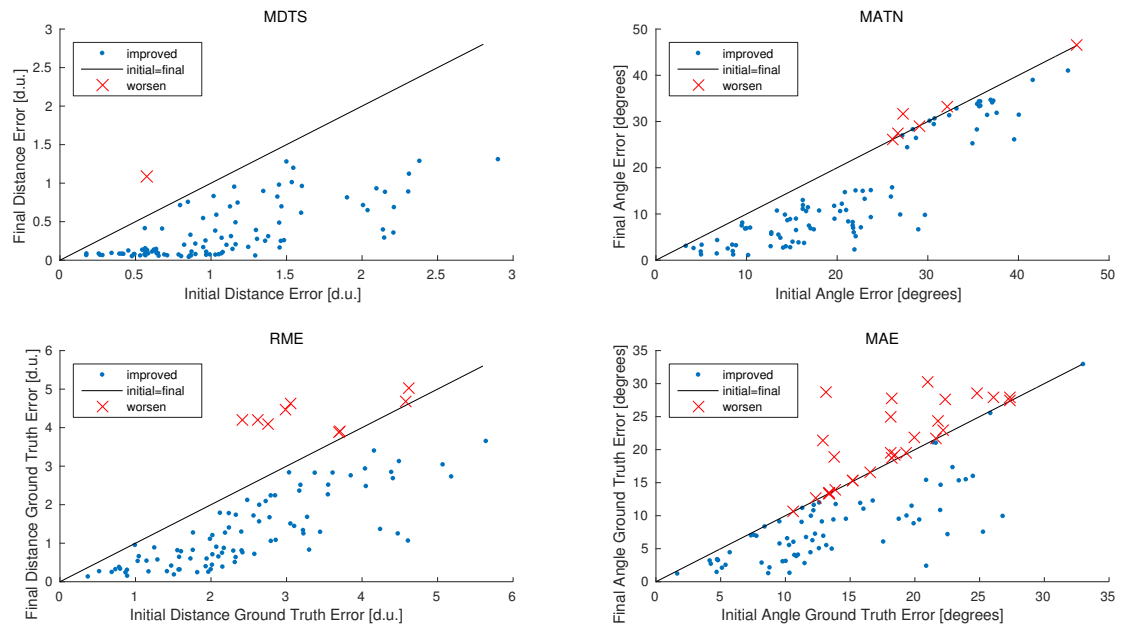 MDTS
Final Distance Error [d.u.]
3
2.5
2
1.5
1
0.5
0
improved
initial=final
worsen
0 0.5 1 1.5 2 2.5 3
Initial Distance Error [d.u.]
MATN
Final Angle Error [degrees]
50
40
30
20
10
0
improved
initial=final
worsen
0 10 20 30 40 50
Initial Angle Error [degrees]
RME
Final Distance Ground Truth Error [d.u.]
6
5
4
3
2
1
0
improved
initial=final
worsen
0 1 2 3 4 5 6
Initial Distance Ground Truth Error [d.u.]
MAE
Final Angle Ground Truth Error [degrees]
35
30
25
20
15
10
5
0
improved
initial=final
worsen
0 5 10 15 20 25 30 35
Initial Angle Ground Truth Error [degrees]